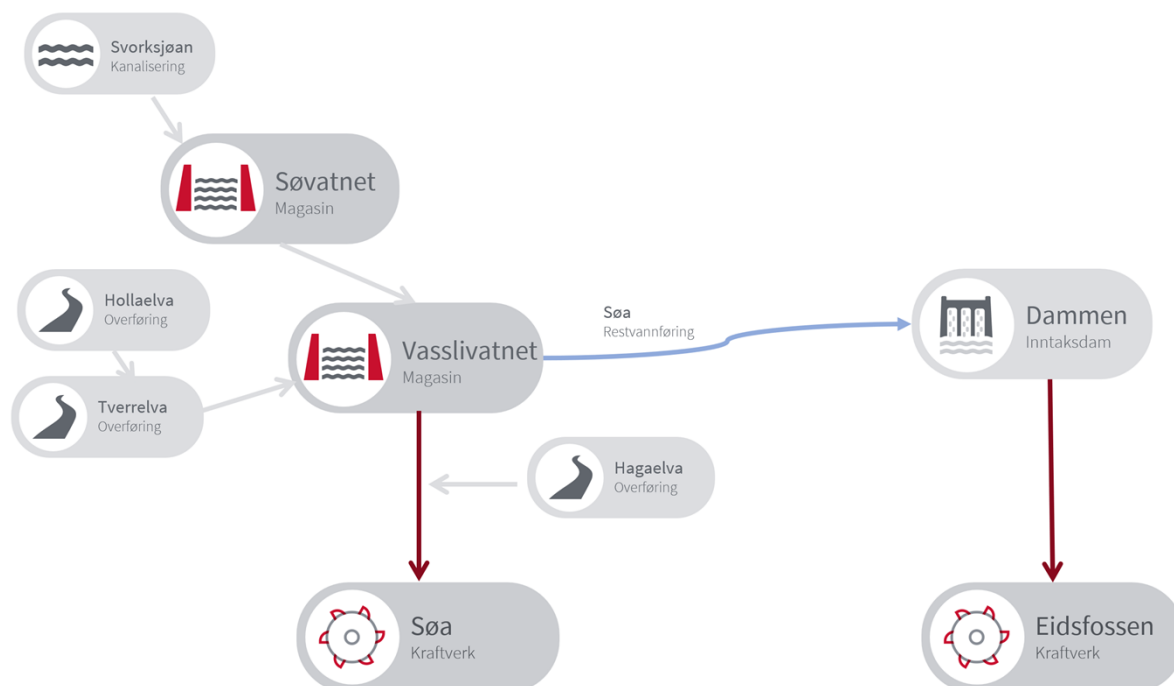 Svorksjøan
Kanalisering
Søvatnet
Magasin
Hollaelva
Overføring
Tverrelva
Overføring
Vasslivatnet
Magasin
Søa
Restvannføring
Dammen
Inntaksdam
Hagaelva
Overføring
Søa
Kraftverk
Eidsfossen
Kraftverk